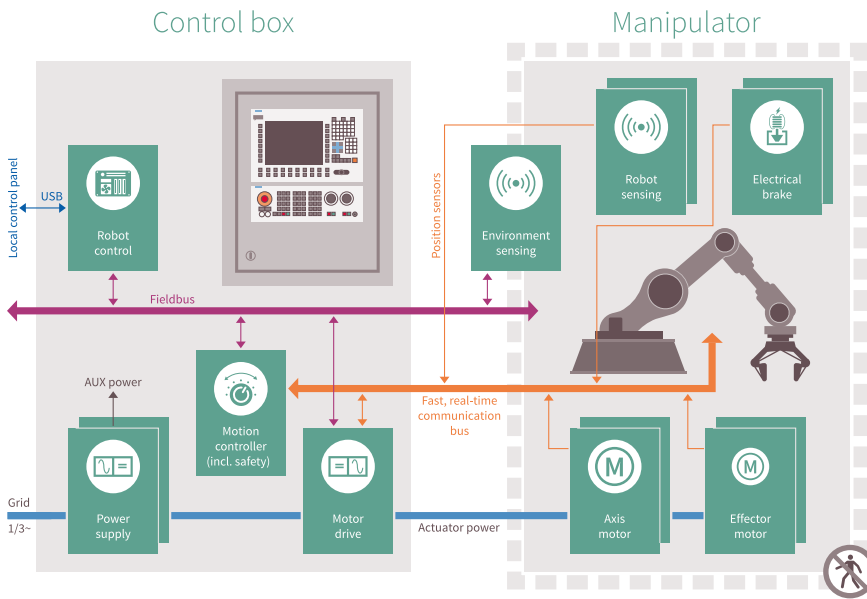 Control box
Manipulator
Local control panel
USB
Robot
control
Fieldbus
Position sensors
Environment
sensing
Robot
sensing
Electrical
brake
AUX power
Motion
controller
(incl. safety)
Fast, real-time
communication
bus
Grid
1/3~
Power
supply
Motor
drive
Actuator power
M
Axis
motor
M
Effector
motor